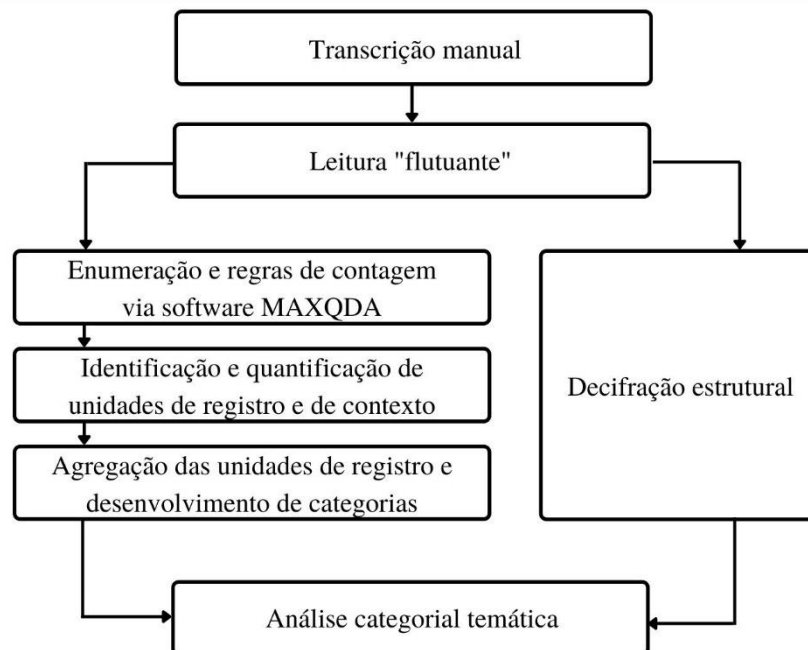 Transcrição manual
Leitura "flutuante"
Enumeração e regras de contagem
via software MAXQDA
Identificação e quantificação de
unidades de registro e de contexto
Agregação das unidades de registro e
desenvolvimento de categorias
Decifração estrutural
Análise categorial temática